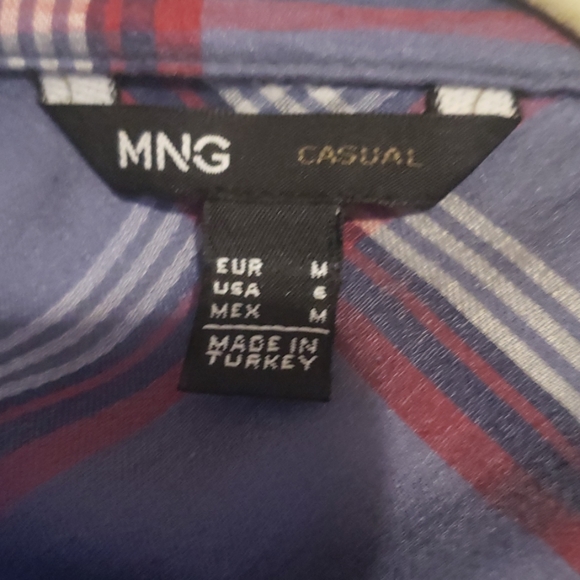 MNG CASUAL
EUR M
USA 6
MEX M
MADE IN
TURKEY